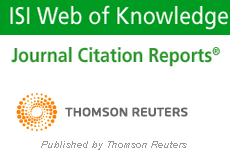 ISI Web of Knowledge
Journal Citation Reports®
THOMSON REUTERS
Published by Thomson Reuters